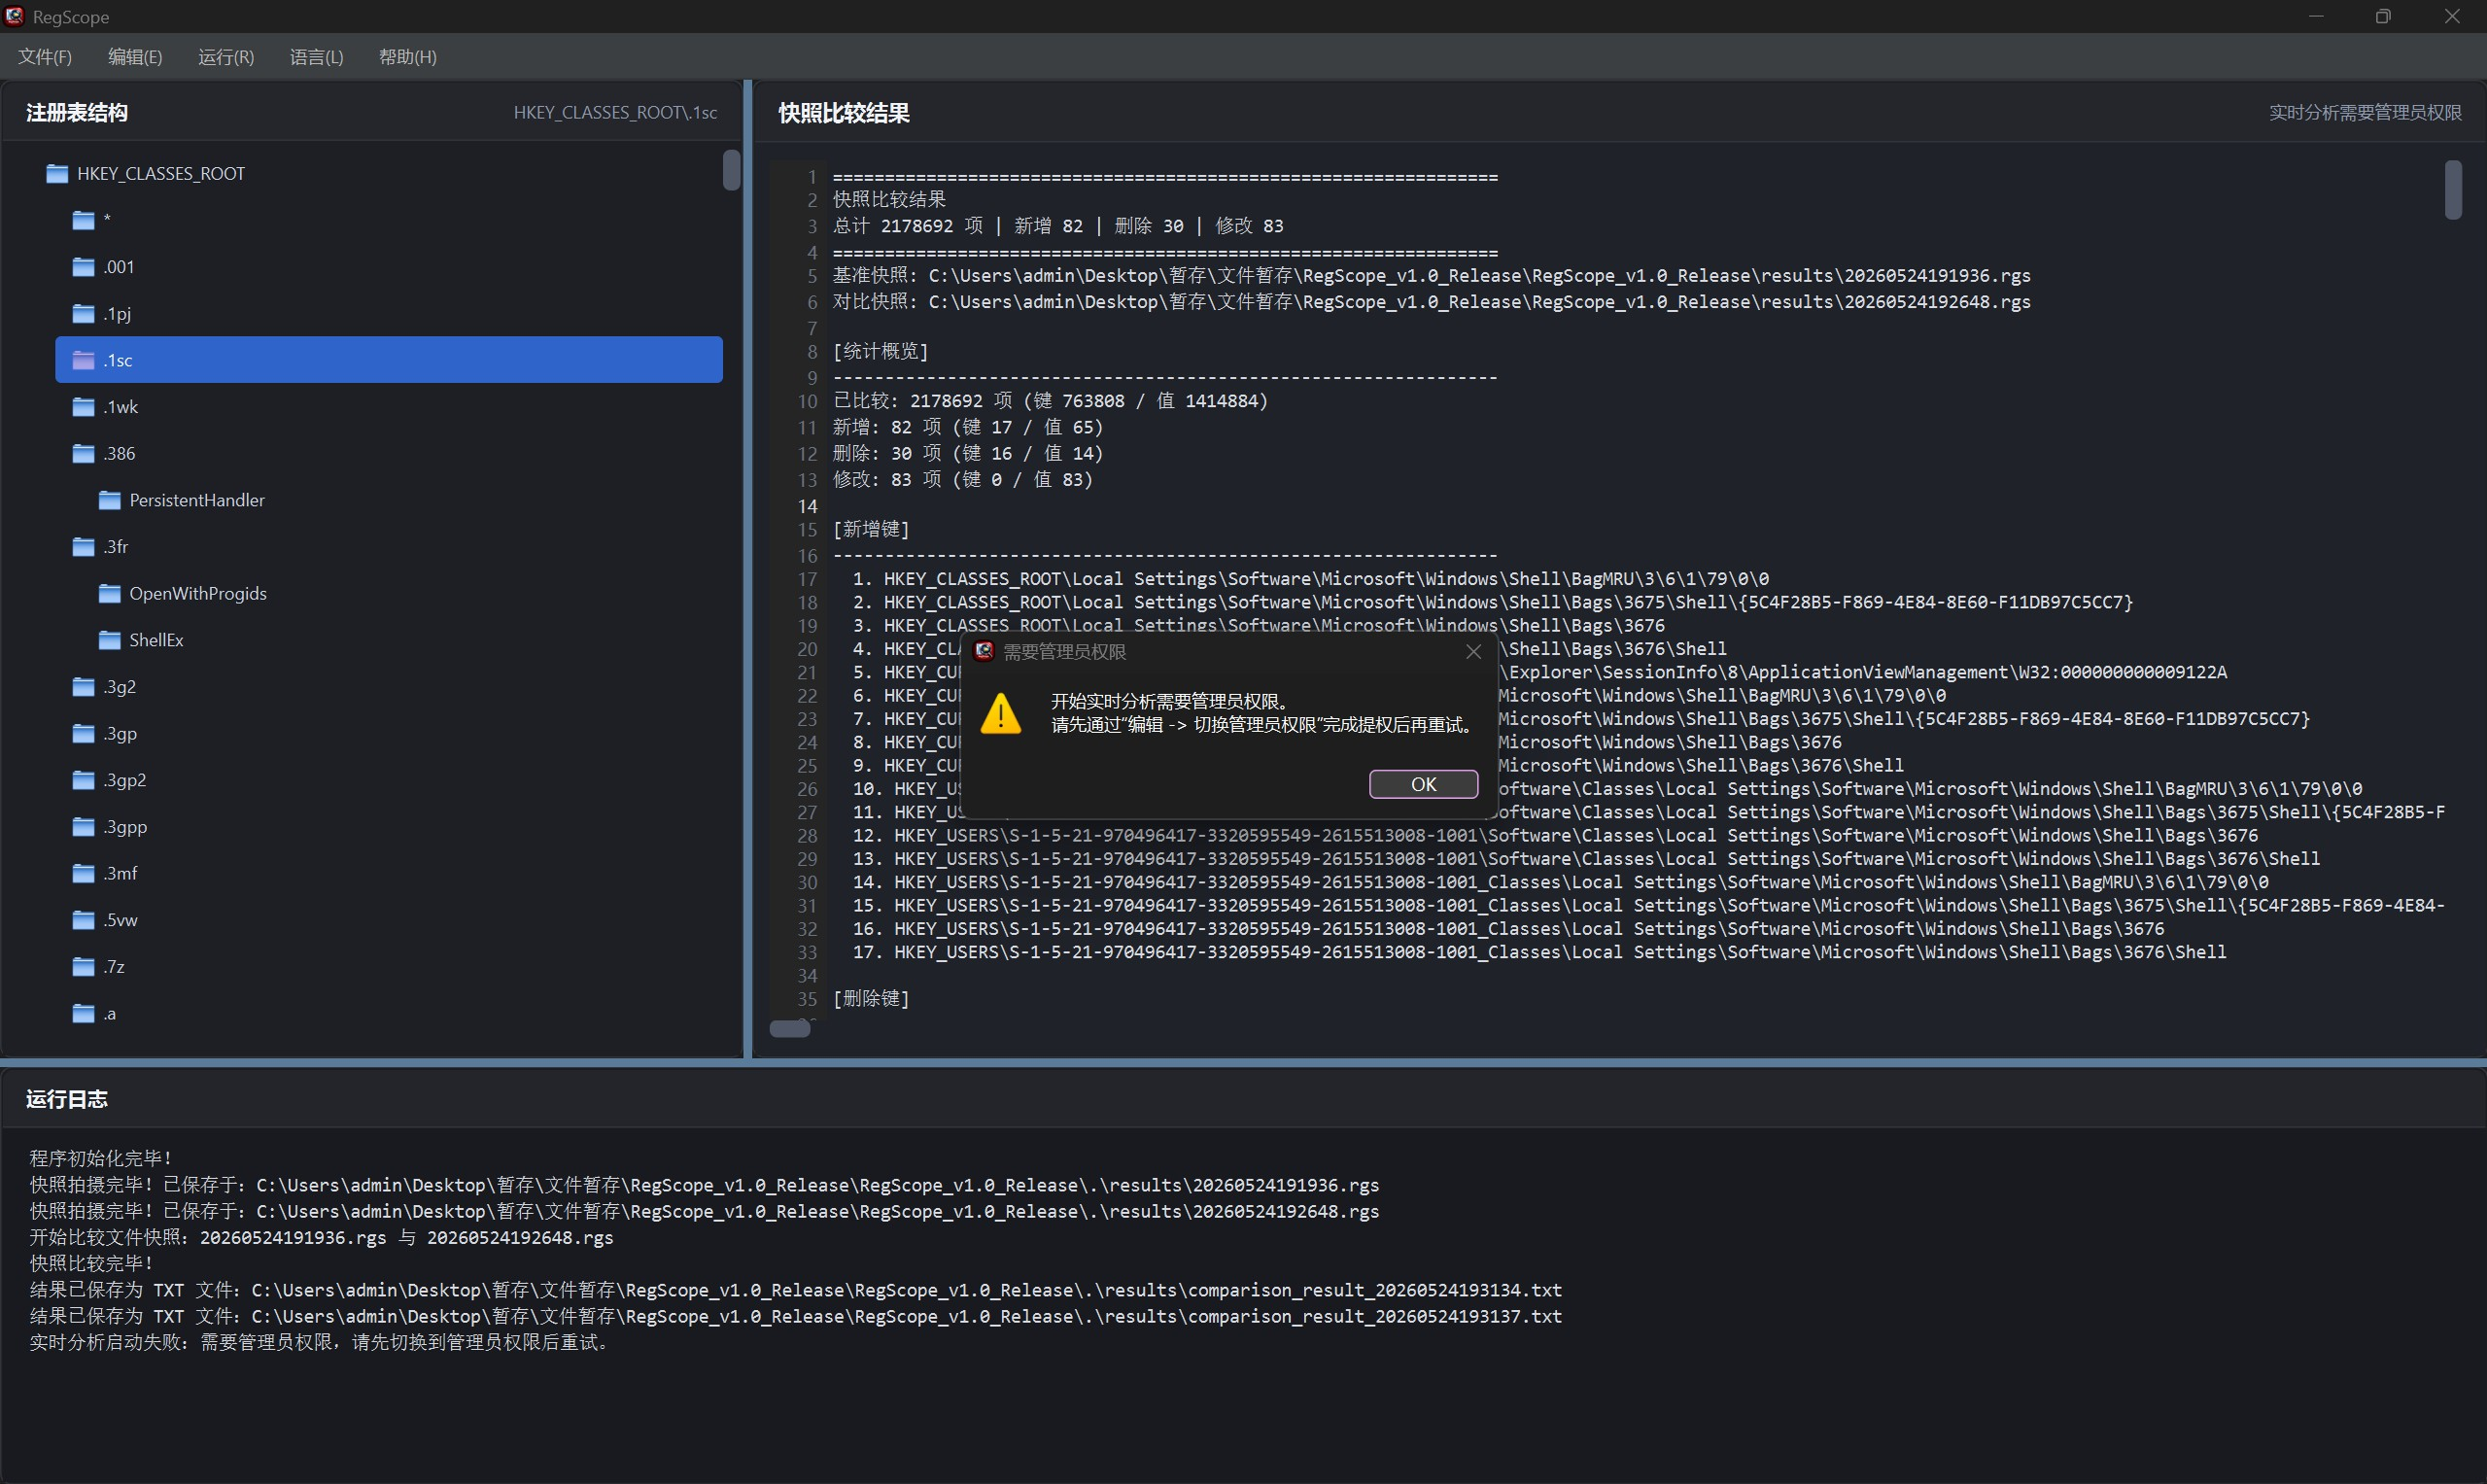 RegScope
文件(F) 编辑(E) 运行(R) 语言(L) 帮助(H)
注册表结构 HKEY_CLASSES_ROOT\.1sc
HKEY_CLASSES_ROOT
*
.001
.1pj
.1sc
.1wk
.386
PersistentHandler
.3fr
OpenWithProgids
ShellEx
.3g2
.3gp
.3gp2
.3gpp
.3mf
.5vw
.7z
.a
快照比较结果 实时分析需要管理员权限
1 =================================================================
2 快照比较结果
3 总计 2178692 项 | 新增 82 | 删除 30 | 修改 83
4 =================================================================
5 基准快照: C:\Users\admin\Desktop\暂存\文件暂存\RegScope_v1.0_Release\RegScope_v1.0_Release\results\20260524191936.rgs
6 对比快照: C:\Users\admin\Desktop\暂存\文件暂存\RegScope_v1.0_Release\RegScope_v1.0_Release\results\20260524192648.rgs
7
8 [统计概览]
9 -----------------------------------------------------------------
10 已比较: 2178692 项 (键 763808 / 值 1414884)
11 新增: 82 项 (键 17 / 值 65)
12 删除: 30 项 (键 16 / 值 14)
13 修改: 83 项 (键 0 / 值 83)
14
15 [新增键]
16 -----------------------------------------------------------------
17 1. HKEY_CLASSES_ROOT\Local Settings\Software\Microsoft\Windows\Shell\BagMRU\3\6\1\79\0\0
18 2. HKEY_CLASSES_ROOT\Local Settings\Software\Microsoft\Windows\Shell\Bags\3675\Shell\{5C4F28B5-F869-4E84-8E60-F11DB97C5CC7}
19 3. HKEY_CLASSES_ROOT\Local Settings\Software\Microsoft\Windows\Shell\Bags\3676
20 4. HKEY_CL \Shell\Bags\3676\Shell
21 5. HKEY_CU \Explorer\SessionInfo\8\ApplicationViewManagement\W32:000000000009122A
22 6. HKEY_CU Microsoft\Windows\Shell\BagMRU\3\6\1\79\0\0
23 7. HKEY_CU Microsoft\Windows\Shell\Bags\3675\Shell\{5C4F28B5-F869-4E84-8E60-F11DB97C5CC7}
24 8. HKEY_CU Microsoft\Windows\Shell\Bags\3676
25 9. HKEY_CU Microsoft\Windows\Shell\Bags\3676\Shell
26 10. HKEY_US oftware\Classes\Local Settings\Software\Microsoft\Windows\Shell\BagMRU\3\6\1\79\0\0
27 11. HKEY_US oftware\Classes\Local Settings\Software\Microsoft\Windows\Shell\Bags\3675\Shell\{5C4F28B5-F
28 12. HKEY_USERS\S-1-5-21-970496417-3320595549-2615513008-1001\Software\Classes\Local Settings\Software\Microsoft\Windows\Shell\Bags\3676
29 13. HKEY_USERS\S-1-5-21-970496417-3320595549-2615513008-1001\Software\Classes\Local Settings\Software\Microsoft\Windows\Shell\Bags\3676\Shell
30 14. HKEY_USERS\S-1-5-21-970496417-3320595549-2615513008-1001_Classes\Local Settings\Software\Microsoft\Windows\Shell\BagMRU\3\6\1\79\0\0
31 15. HKEY_USERS\S-1-5-21-970496417-3320595549-2615513008-1001_Classes\Local Settings\Software\Microsoft\Windows\Shell\Bags\3675\Shell\{5C4F28B5-F869-4E84-
32 16. HKEY_USERS\S-1-5-21-970496417-3320595549-2615513008-1001_Classes\Local Settings\Software\Microsoft\Windows\Shell\Bags\3676
33 17. HKEY_USERS\S-1-5-21-970496417-3320595549-2615513008-1001_Classes\Local Settings\Software\Microsoft\Windows\Shell\Bags\3676\Shell
34
35 [删除键]
需要管理员权限
开始实时分析需要管理员权限。
请先通过“编辑 -> 切换管理员权限”完成提权后再重试。
OK
运行日志
程序初始化完毕！
快照拍摄完毕！已保存于: C:\Users\admin\Desktop\暂存\文件暂存\RegScope_v1.0_Release\RegScope_v1.0_Release\.\results\20260524191936.rgs
快照拍摄完毕！已保存于: C:\Users\admin\Desktop\暂存\文件暂存\RegScope_v1.0_Release\RegScope_v1.0_Release\.\results\20260524192648.rgs
开始比较文件快照: 20260524191936.rgs 与 20260524192648.rgs
快照比较完毕！
结果已保存为 TXT 文件: C:\Users\admin\Desktop\暂存\文件暂存\RegScope_v1.0_Release\RegScope_v1.0_Release\.\results\comparison_result_20260524193134.txt
结果已保存为 TXT 文件: C:\Users\admin\Desktop\暂存\文件暂存\RegScope_v1.0_Release\RegScope_v1.0_Release\.\results\comparison_result_20260524193137.txt
实时分析启动失败: 需要管理员权限，请先切换到管理员权限后重试。